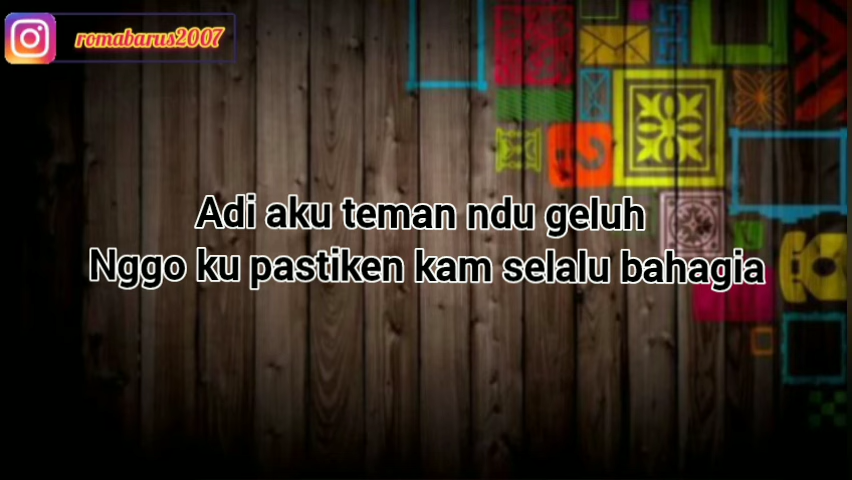 romabarus2007
Adi aku teman ndu geluh
Nggo ku pastiken kam selalu bahagia